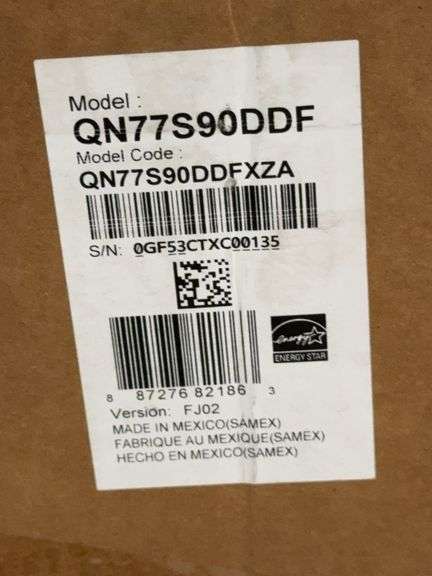 Model :
QN77S90DDF
Model Code :
QN77S90DDFXZA
S/N: 0GF53CTXC00135
energy
ENERGY STAR
8 87276 82186 3
Version: FJ02
MADE IN MEXICO(SAMEX)
FABRIQUE AU MEXIQUE(SAMEX)
HECHO EN MEXICO(SAMEX)